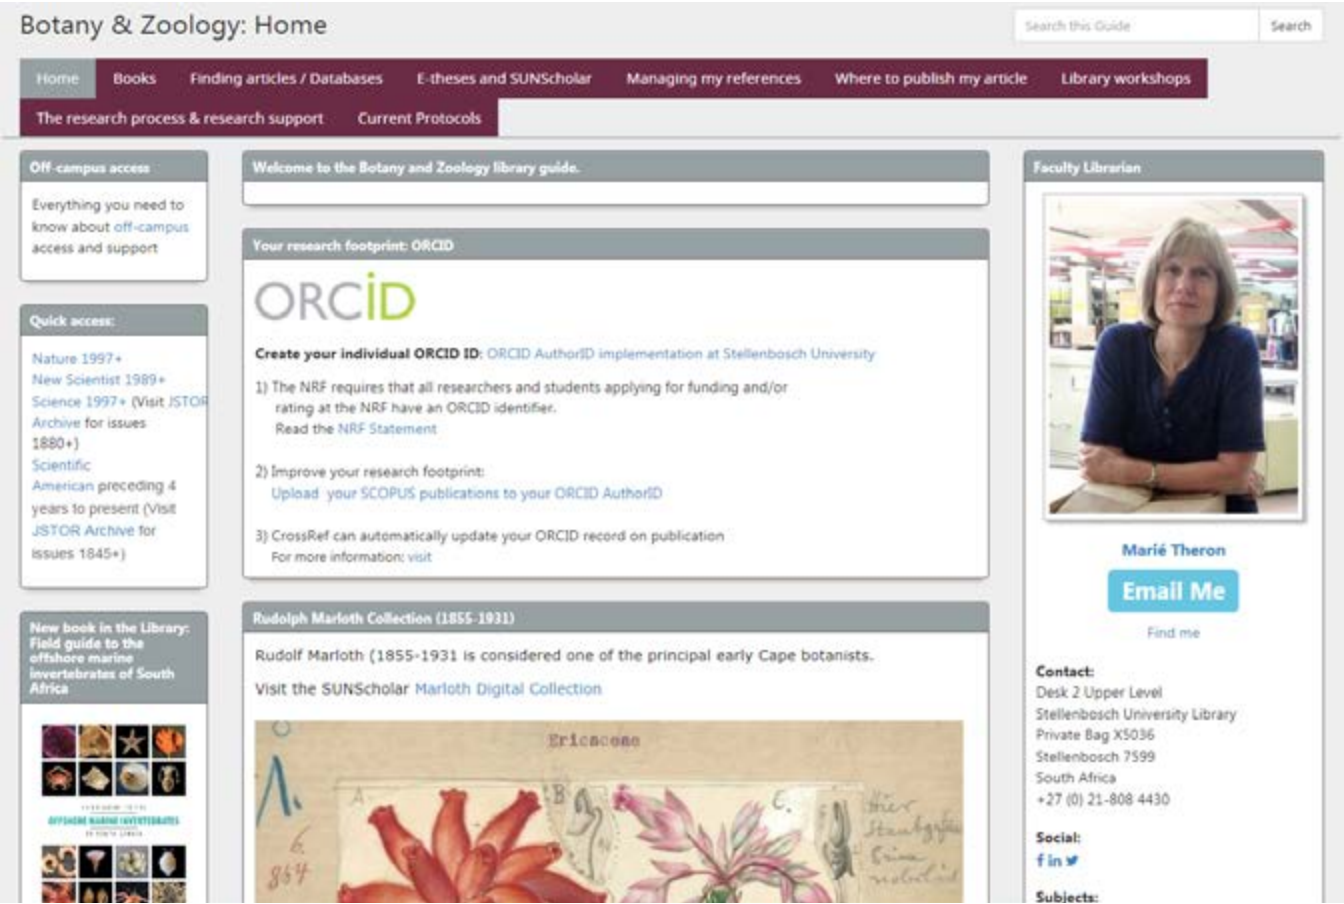 Botany & Zoology: Home
Search this Guide
Search
Home
Books
Finding articles / Databases
E-theses and SUNScholar
Managing my references
Where to publish my article
Library workshops
The research process & research support
Current Protocols
Off-campus access
Everything you need to
know about off-campus
access and support
Quick access:
Nature 1997+
New Scientist 1989+
Science 1997+ (Visit JSTOR
Archive for issues
1880+)
Scientific
American preceding 4
years to present (Visit
JSTOR Archive for
issues 1845+)
New book in the Library:
Field guide to the
offshore marine
invertebrates of South
Africa
OFFSHORE MARINE INVERTEBRATES
Welcome to the Botany and Zoology library guide.
Your research footprint: ORCID
ORCiD
Create your individual ORCID ID: ORCID AuthorID implementation at Stellenbosch University
1) The NRF requires that all researchers and students applying for funding and/or
rating at the NRF have an ORCID identifier.
Read the NRF Statement
2) Improve your research footprint:
Upload your SCOPUS publications to your ORCID AuthorID
3) CrossRef can automatically update your ORCID record on publication
For more information: visit
Rudolph Marloth Collection (1855-1931)
Rudolf Marloth (1855-1931 is considered one of the principal early Cape botanists.
Visit the SUNScholar Marloth Digital Collection
Ericaceae
A.
B
C.
6.
864
Hier
Faculty Librarian
Marié Theron
Email Me
Find me
Contact:
Desk 2 Upper Level
Stellenbosch University Library
Private Bag X5036
Stellenbosch 7599
South Africa
+27 (0) 21-808 4430
Social:
Subjects: